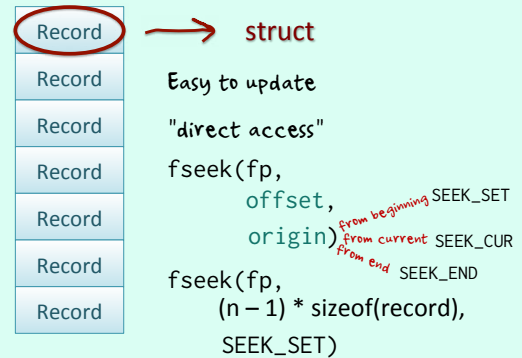 Record
struct
Record
Easy to update
Record
"direct access"
Record
fseek(fp,
offset,
Record
from beginning SEEK_SET
origin) from current SEEK_CUR
Record
from end SEEK_END
fseek(fp,
Record
(n – 1) * sizeof(record),
SEEK_SET)